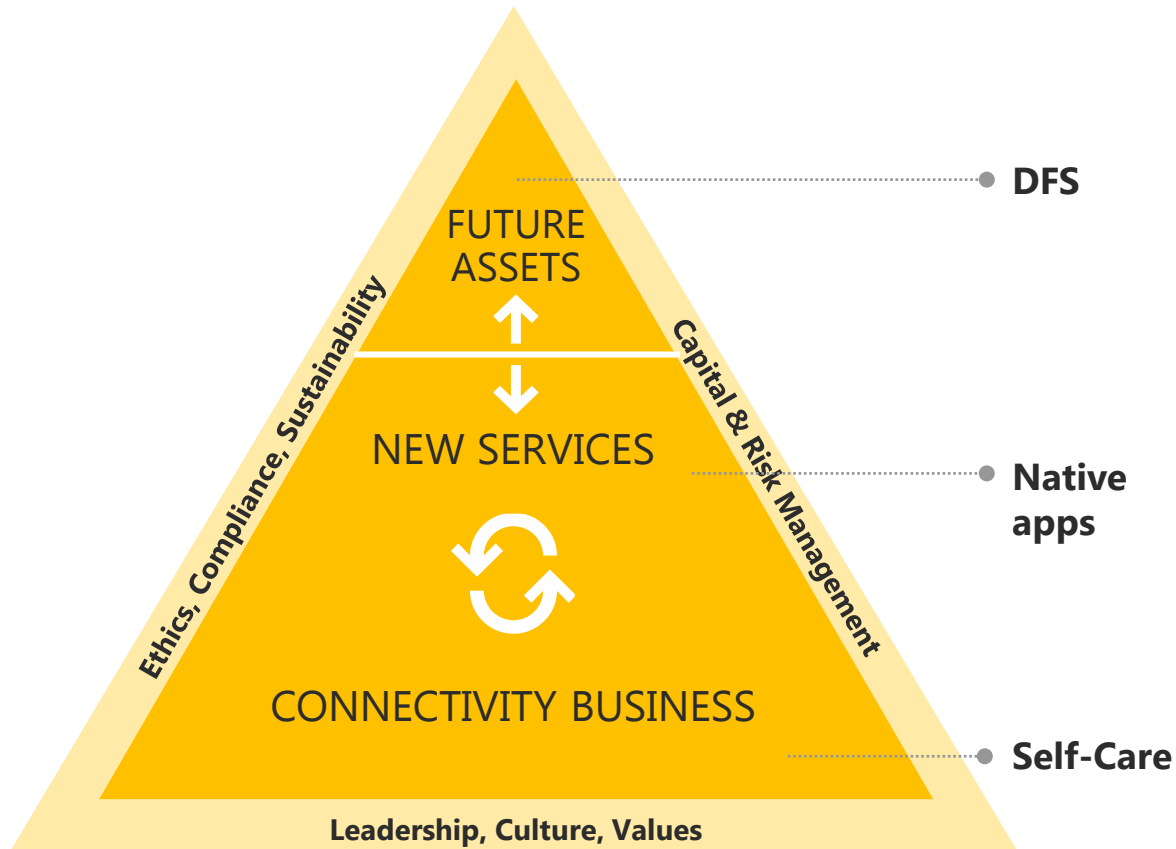 DFS
FUTURE
ASSETS
Ethics, Compliance, Sustainability
Capital & Risk Management
NEW SERVICES
Native
apps
CONNECTIVITY BUSINESS
Self-Care
Leadership, Culture, Values